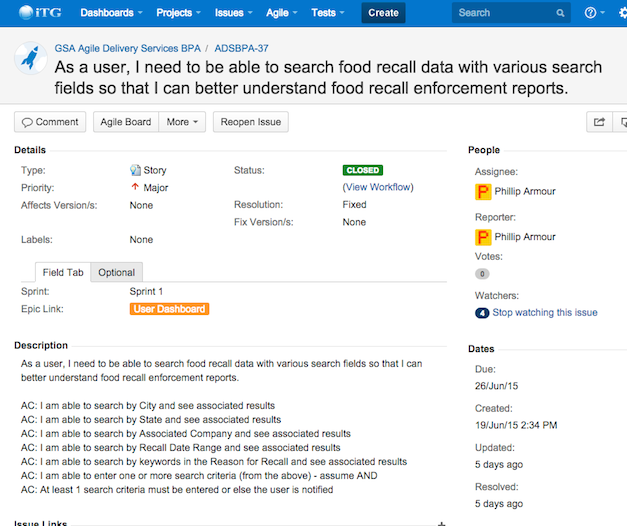 iTG Dashboards Projects Issues Agile Tests Create Search
GSA Agile Delivery Services BPA / ADSBPA-37
As a user, I need to be able to search food recall data with various search
fields so that I can better understand food recall enforcement reports.
Comment Agile Board More Reopen Issue
Details
Type: Story
Priority: Major
Affects Version/s: None
Labels: None
Status: CLOSED
(View Workflow)
Resolution: Fixed
Fix Version/s: None
Field Tab Optional
Sprint: Sprint 1
Epic Link: User Dashboard
Description
As a user, I need to be able to search food recall data with various search fields so that I can
better understand food recall enforcement reports.
AC: I am able to search by City and see associated results
AC: I am able to search by State and see associated results
AC: I am able to search by Associated Company and see associated results
AC: I am able to search by Recall Date Range and see associated results
AC: I am able to search by keywords in the Reason for Recall and see associated results
AC: I am able to enter one or more search criteria (from the above) - assume AND
AC: At least 1 search criteria must be entered or else the user is notified
Issue Links
People
Assignee:
P Phillip Armour
Reporter:
P Phillip Armour
Votes:
0
Watchers:
4 Stop watching this issue
Dates
Due:
26/Jun/15
Created:
19/Jun/15 2:34 PM
Updated:
5 days ago
Resolved:
5 days ago